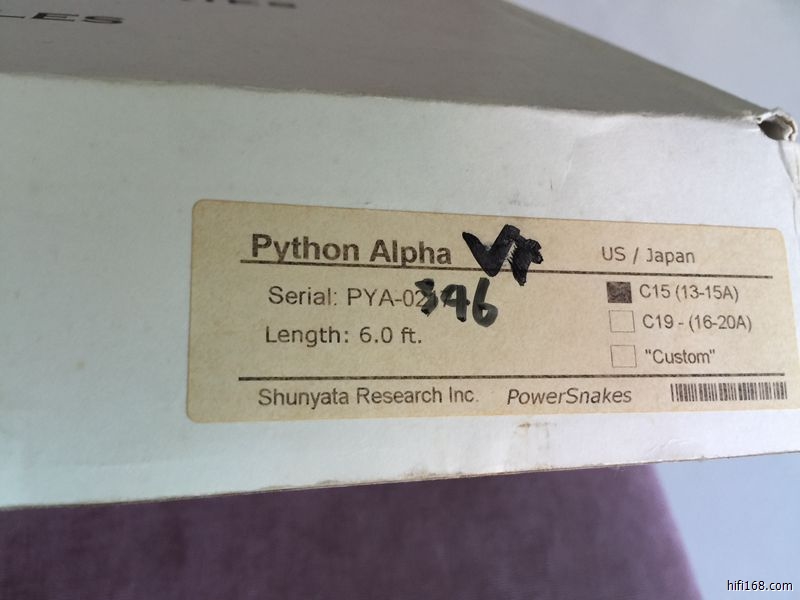 LES
Python Alpha
US / Japan
Serial: PYA-02346
C15 (13-15A)
Length: 6.0 ft.
C19 - (16-20A)
"Custom"
Shunyata Research Inc. PowerSnakes
hifi168.com